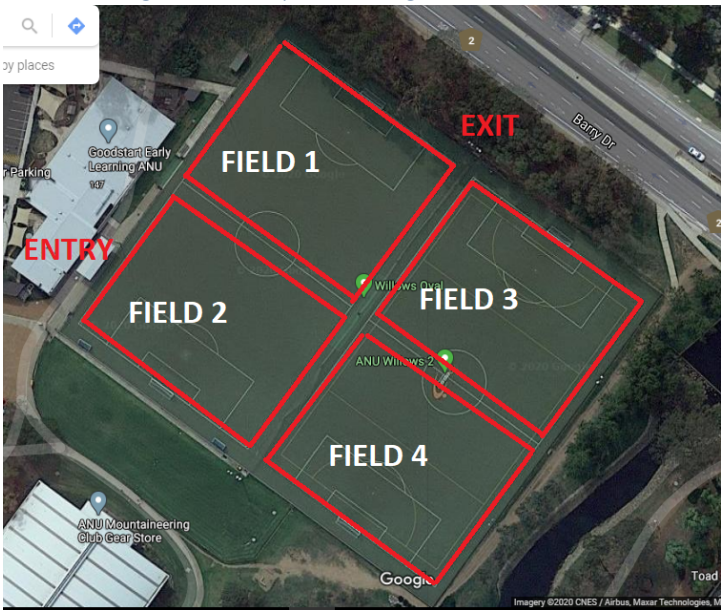 by places
2
Barry Dr
EXIT
Goodstart Early
Learning ANU
r Parking
147
FIELD 1
ENTRY
Willows Oval
FIELD 2
FIELD 3
2
ANU Willows 2
FIELD 4
ANU Mountaineering
Club Gear Store
Google
Toad
Imagery ©2020 CNES / Airbus, Maxar Technologies, M